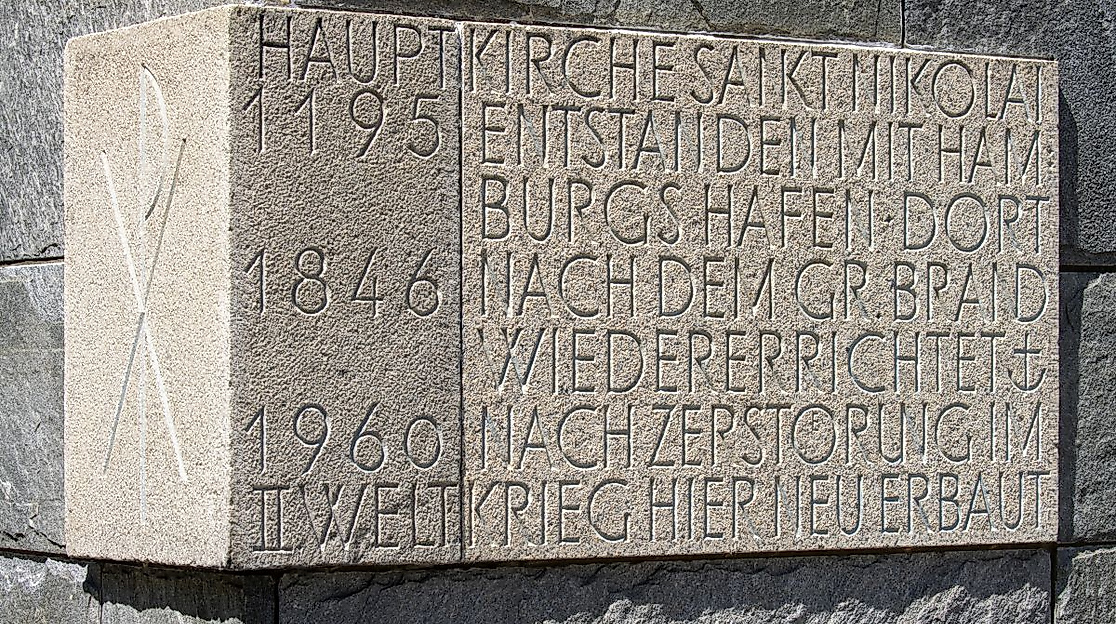 HAUPTKIRCHE SANKT NIKOLAI
1195 ENTSTANDEN MIT HAM
BURGS HAFEN · DORT
1846 NACH DEM GR. BRAND
WIEDERERRICHTET
1960 NACH ZERSTORUNG IM
II WELTKRIEG HIER NEU ERBAUT